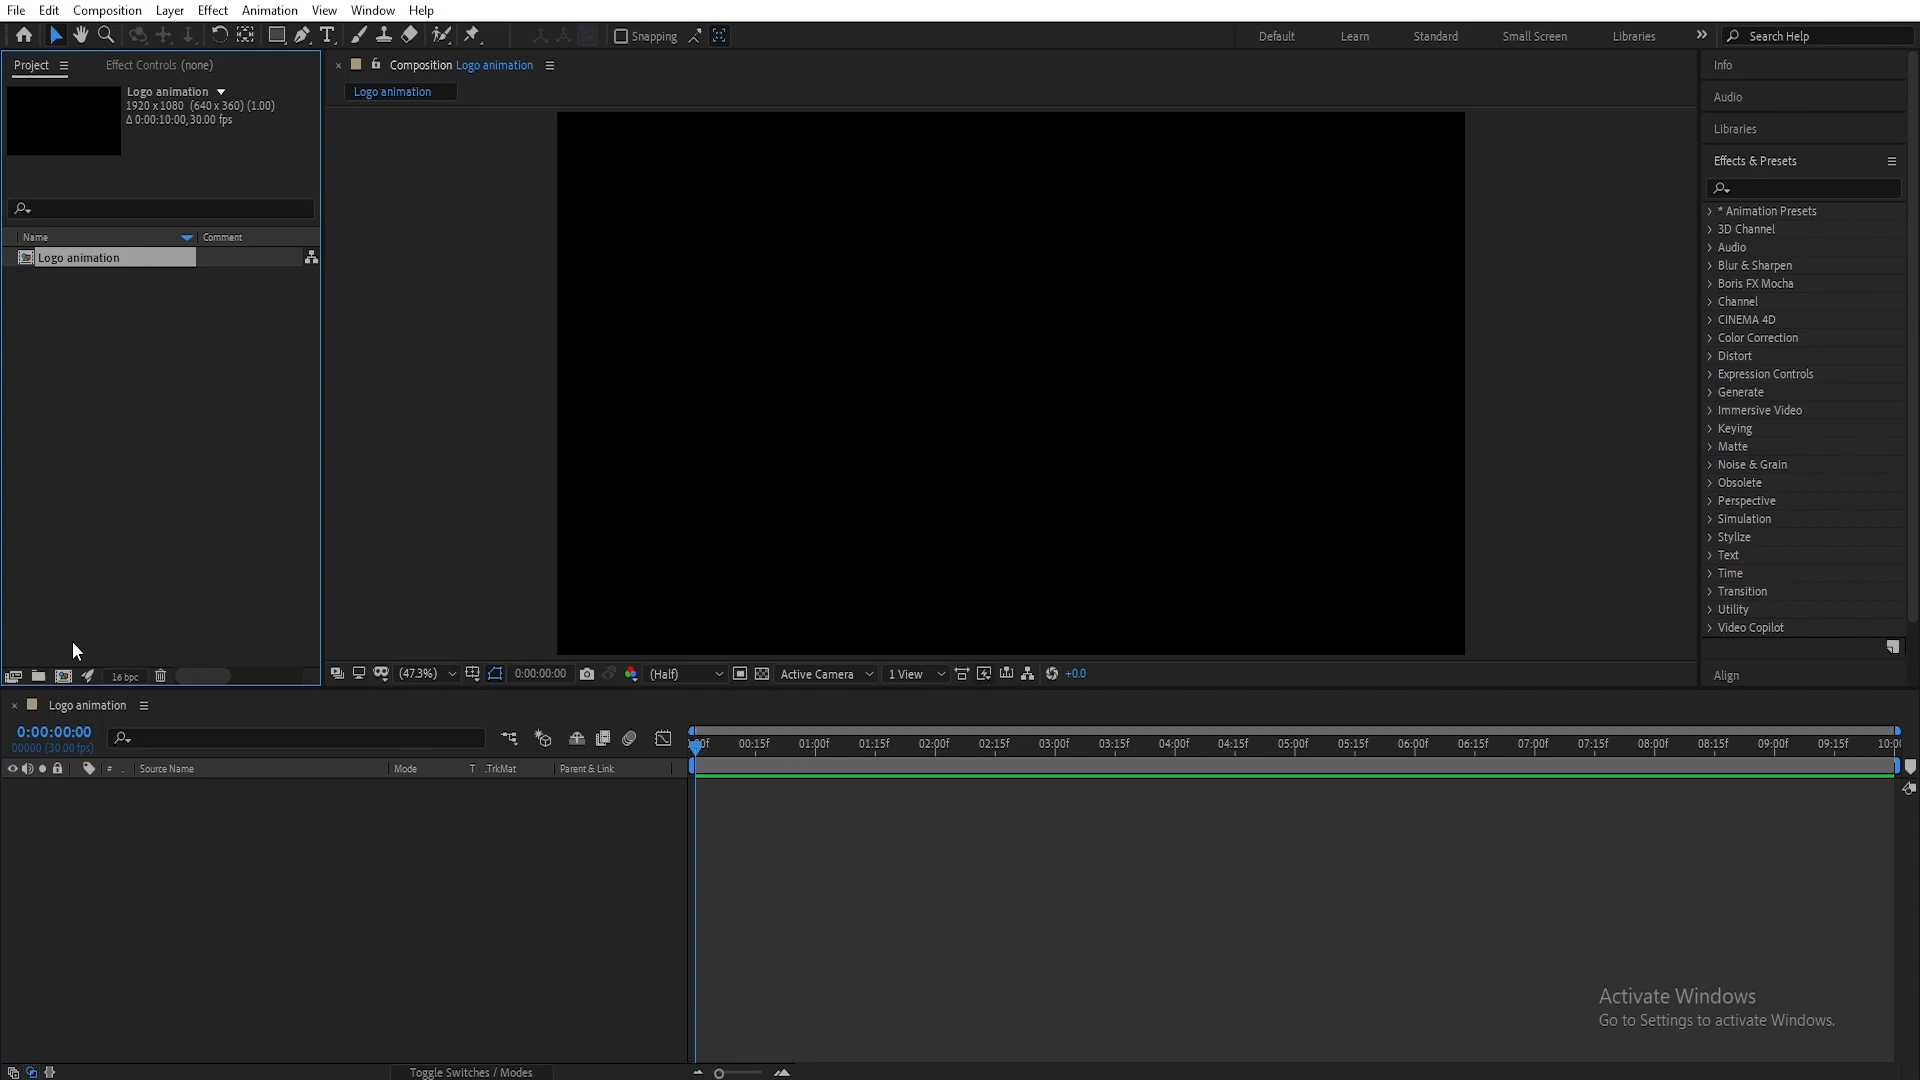 File Edit Composition Layer Effect Animation View Window Help
Snapping Default Learn Standard Small Screen Libraries Search Help
Project Effect Controls (none)
Logo animation
1920 x 1080 (640 x 360) (1.00)
Δ 0:00:10:00, 30.00 fps
Name Comment
Logo animation
16 bpc
Composition Logo animation
Logo animation
(47.3%) 0:00:00:00 (Half) Active Camera 1 View +0.0
Info
Audio
Libraries
Effects & Presets
* Animation Presets
3D Channel
Audio
Blur & Sharpen
Boris FX Mocha
Channel
CINEMA 4D
Color Correction
Distort
Expression Controls
Generate
Immersive Video
Keying
Matte
Noise & Grain
Obsolete
Perspective
Simulation
Stylize
Text
Time
Transition
Utility
Video Copilot
Align
Logo animation
0:00:00:00
00000 (30.00 fps)
00:15f 01:00f 01:15f 02:00f 02:15f 03:00f 03:15f 04:00f 04:15f 05:00f 05:15f 06:00f 06:15f 07:00f 07:15f 08:00f 08:15f 09:00f 09:15f
# . Source Name Mode T .TrkMat Parent & Link
Activate Windows
Go to Settings to activate Windows.
Toggle Switches / Modes